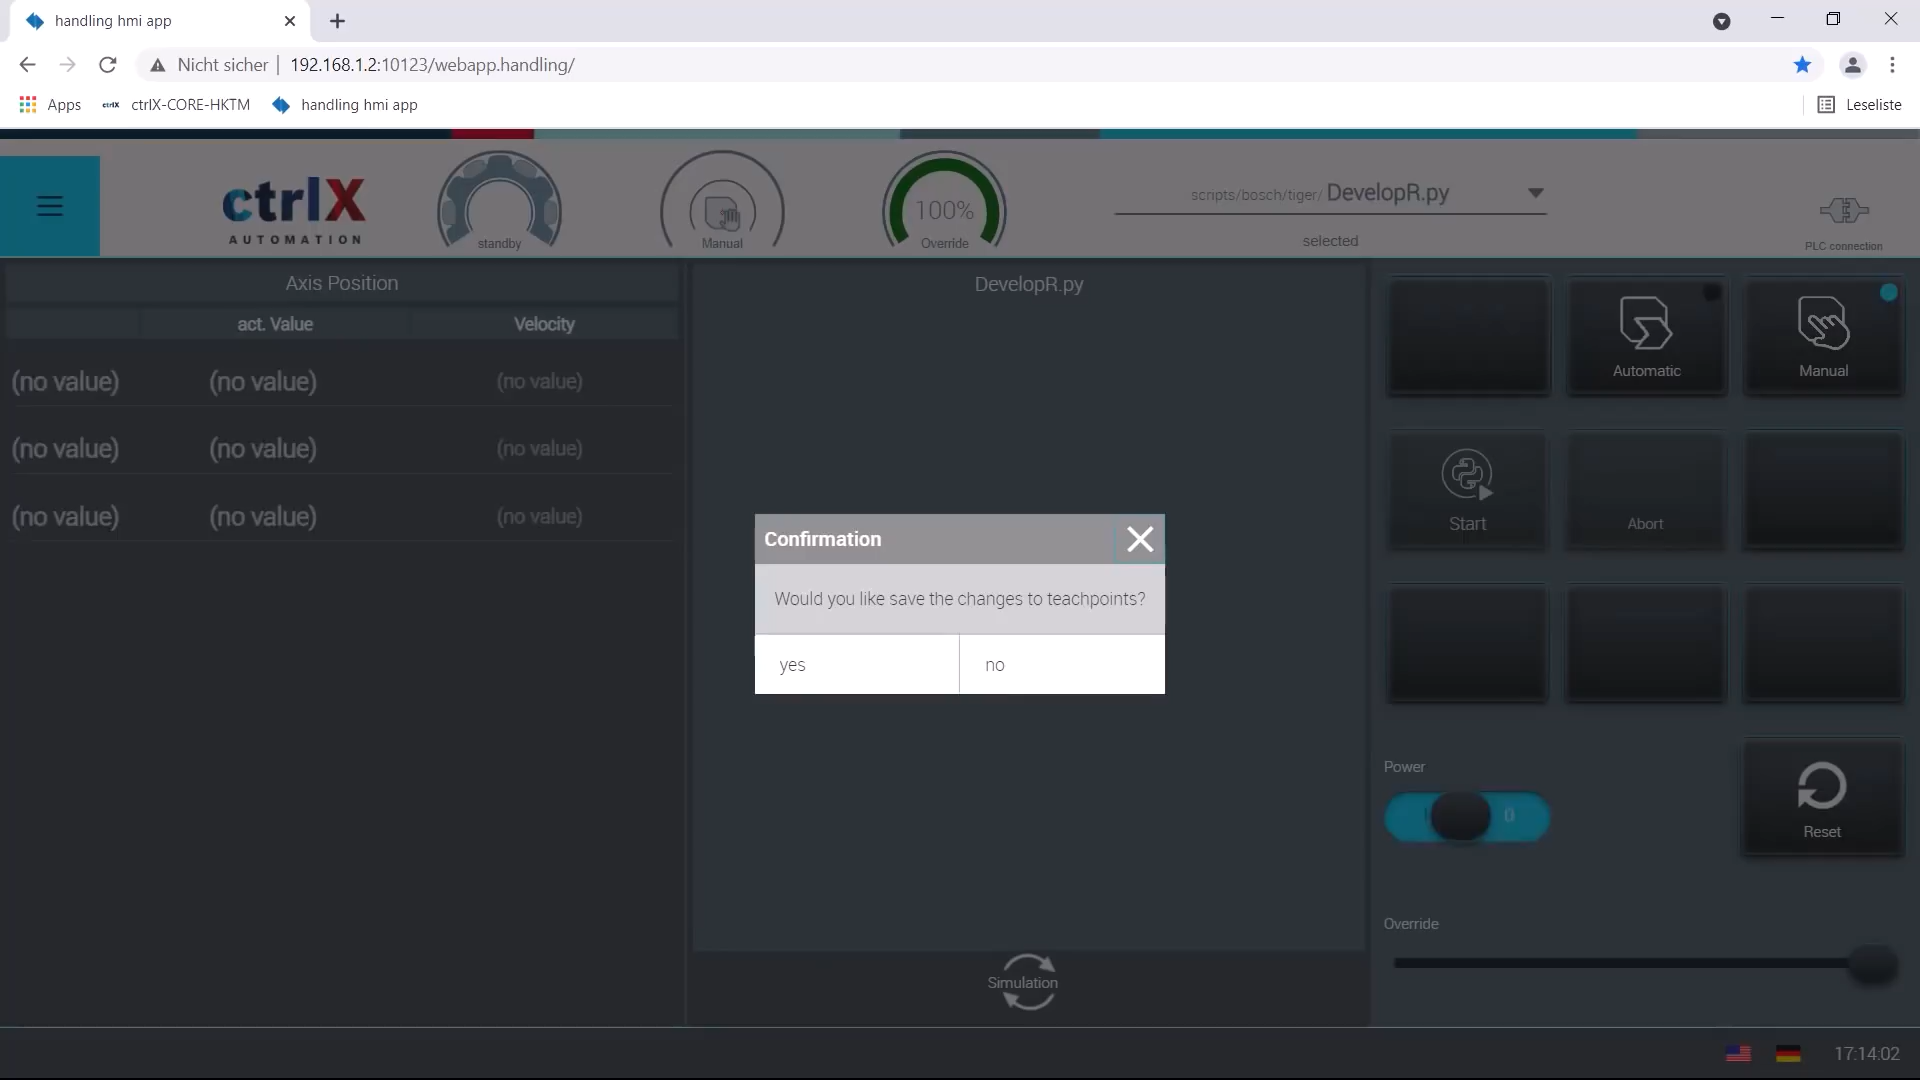 handling hmi app
Nicht sicher | 192.168.1.2:10123/webapp.handling/
Apps ctrlX ctrlX-CORE-HKTM handling hmi app Leseliste
ctrlX
AUTOMATION
standby
Manual
100%
Override
scripts/bosch/tiger/ DevelopR.py
selected
PLC connection
Axis Position
act. Value Velocity
(no value) (no value) (no value)
(no value) (no value) (no value)
(no value) (no value) (no value)
DevelopR.py
Simulation
Confirmation
Would you like save the changes to teachpoints?
yes no
Automatic Manual
Start Abort
Power
0
Reset
Override
17:14:02